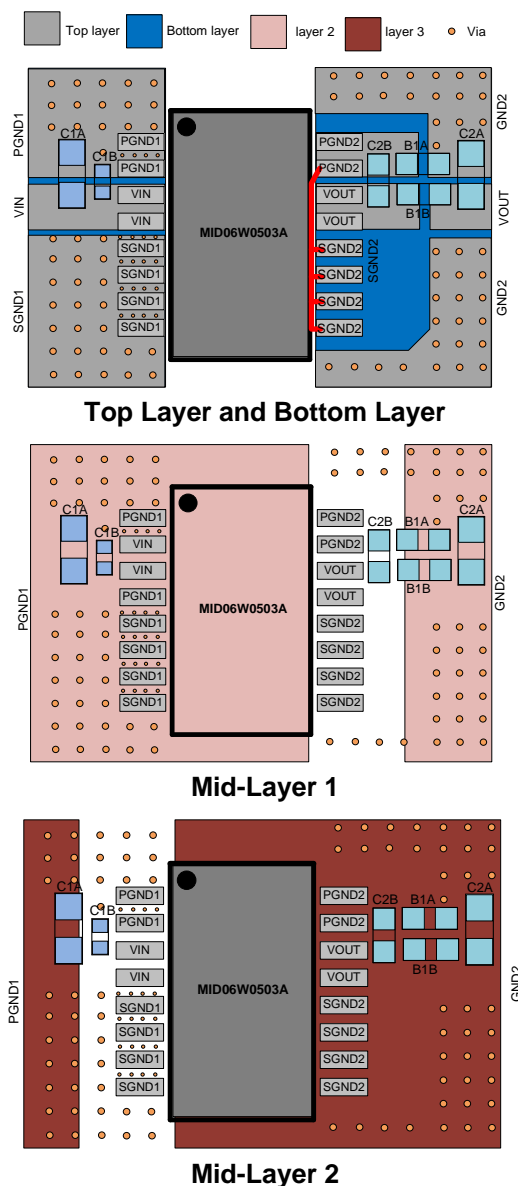 Top layer
Bottom layer
layer 2
layer 3
Via
PGND1
VIN
SGND1
C1A
C1B
PGND1
PGND1
VIN
VIN
SGND1
SGND1
SGND1
SGND1
MID06W0503A
PGND2
PGND2
VOUT
VOUT
SGND2
SGND2
SGND2
SGND2
SGND2
C2B
B1A
B1B
C2A
GND2
VOUT
GND2
Top Layer and Bottom Layer
PGND1
C1A
C1B
PGND1
VIN
VIN
PGND1
SGND1
SGND1
SGND1
SGND1
MID06W0503A
PGND2
PGND2
VOUT
VOUT
SGND2
SGND2
SGND2
SGND2
C2B
B1A
B1B
C2A
GND2
Mid-Layer 1
PGND1
C1A
C1B
PGND1
PGND1
VIN
VIN
SGND1
SGND1
SGND1
SGND1
MID06W0503A
PGND2
PGND2
VOUT
VOUT
SGND2
SGND2
SGND2
SGND2
C2B
B1A
B1B
C2A
GND2
Mid-Layer 2